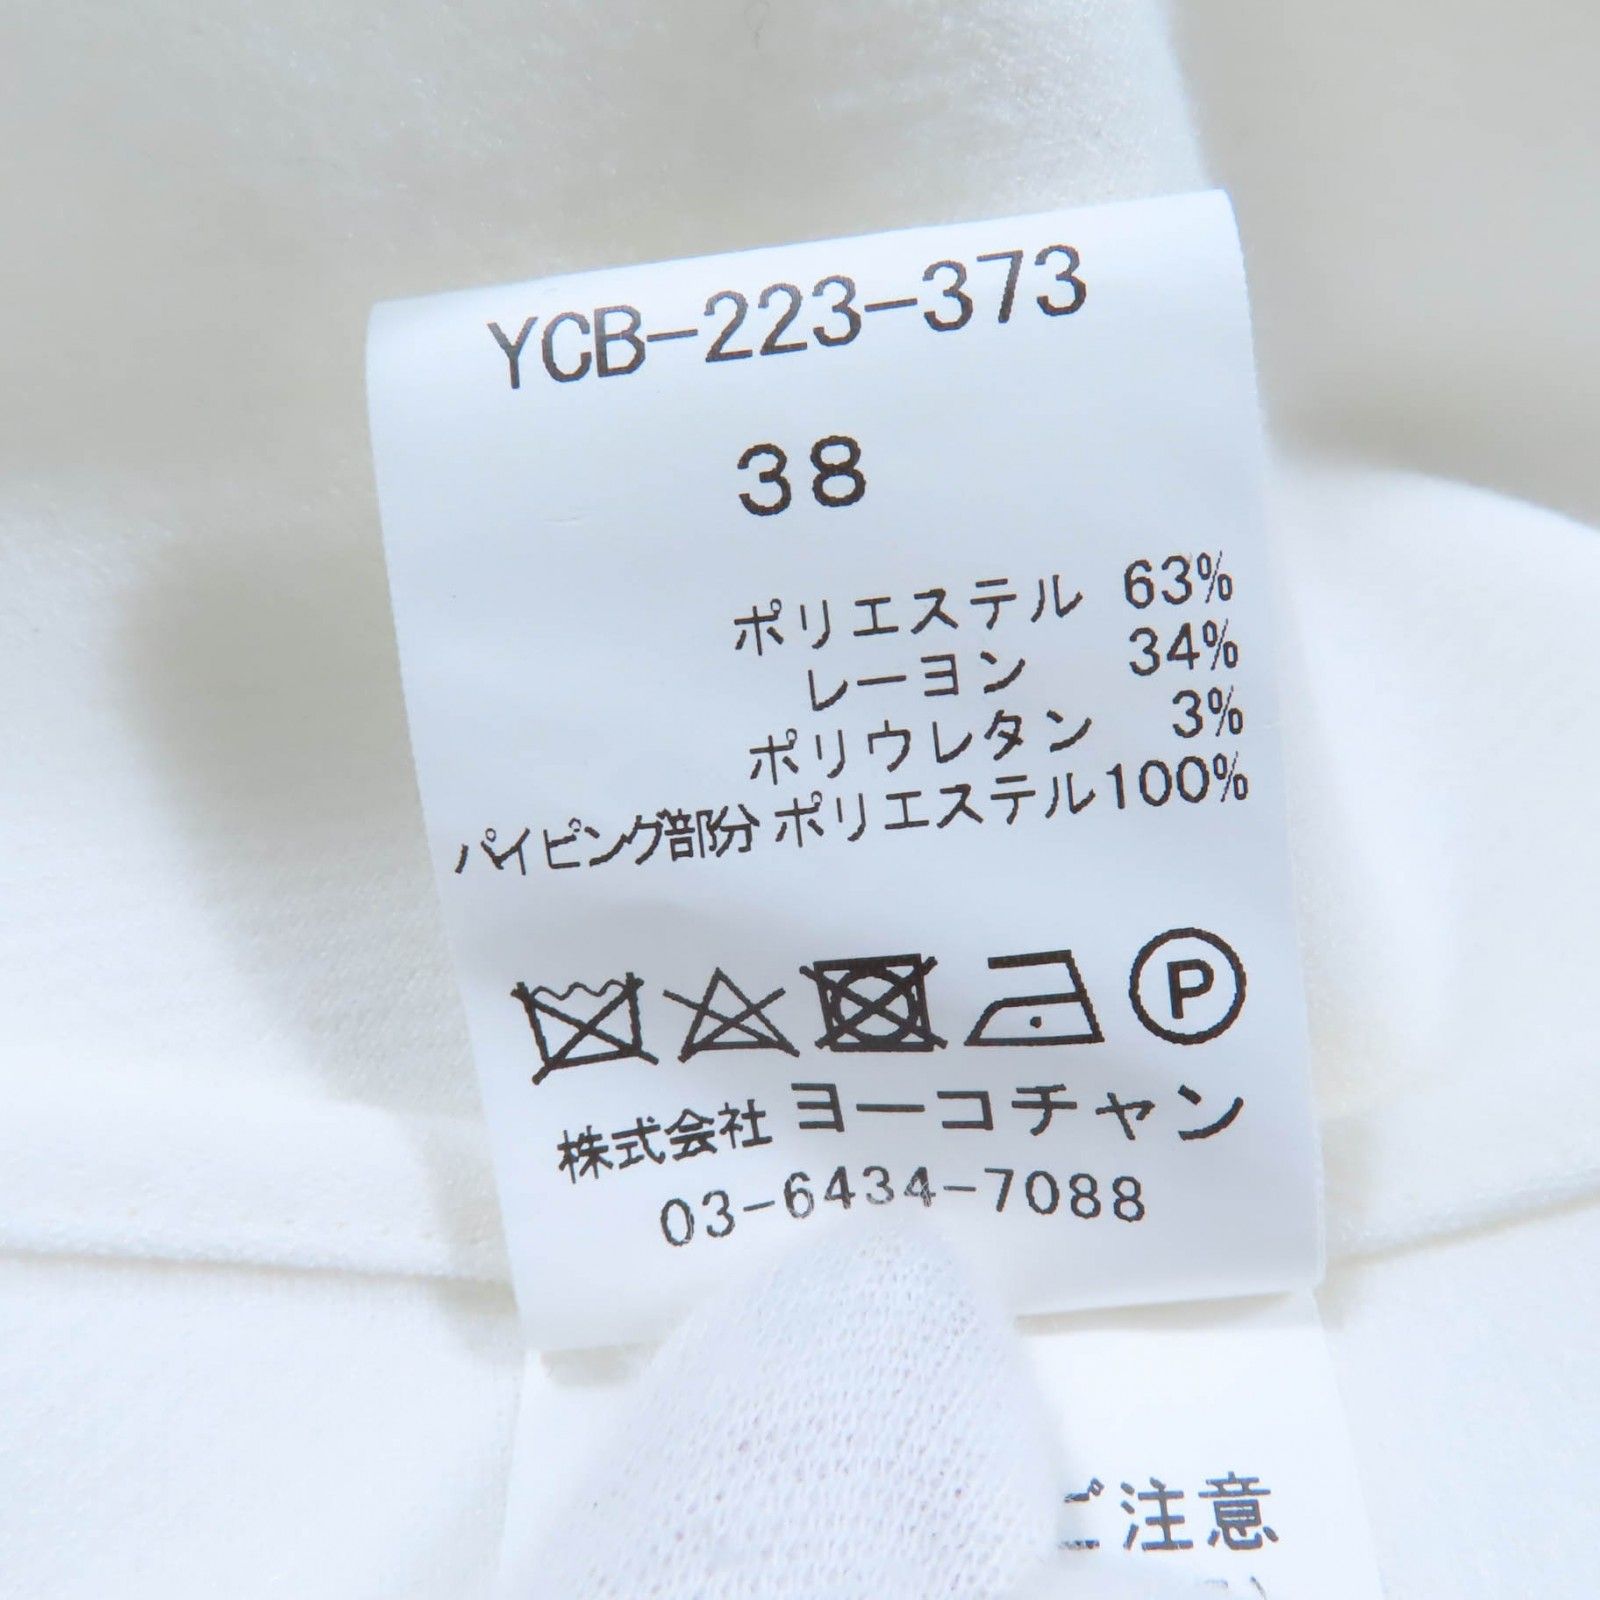 YCB-223-373
38
ポリエステル 63%
レーヨン 34%
ポリウレタン 3%
パイピング部分 ポリエステル100%
P
株式会社 ヨーコチャン
03-6434-7088
ご注意